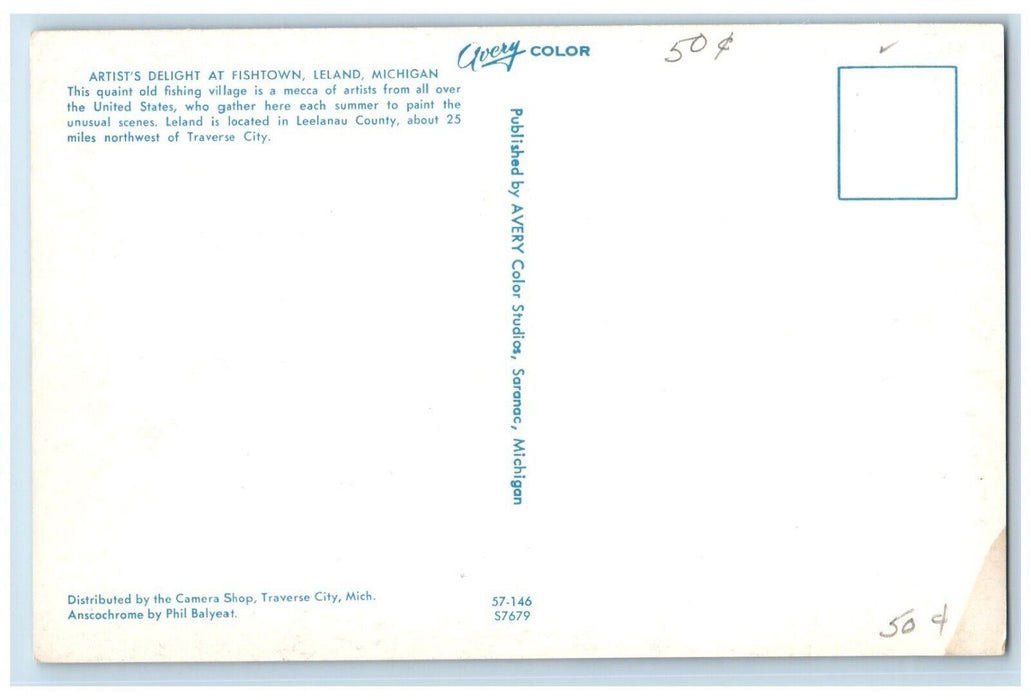 Avery COLOR
50 ¢
ARTIST'S DELIGHT AT FISHTOWN, LELAND, MICHIGAN
This quaint old fishing village is a mecca of artists from all over
the United States, who gather here each summer to paint the
unusual scenes. Leland is located in Leelanau County, about 25
miles northwest of Traverse City.
Published by AVERY Color Studios, Saranac, Michigan
Distributed by the Camera Shop, Traverse City, Mich.
Anscochrome by Phil Balyeat.
57-146
S7679
50 ¢